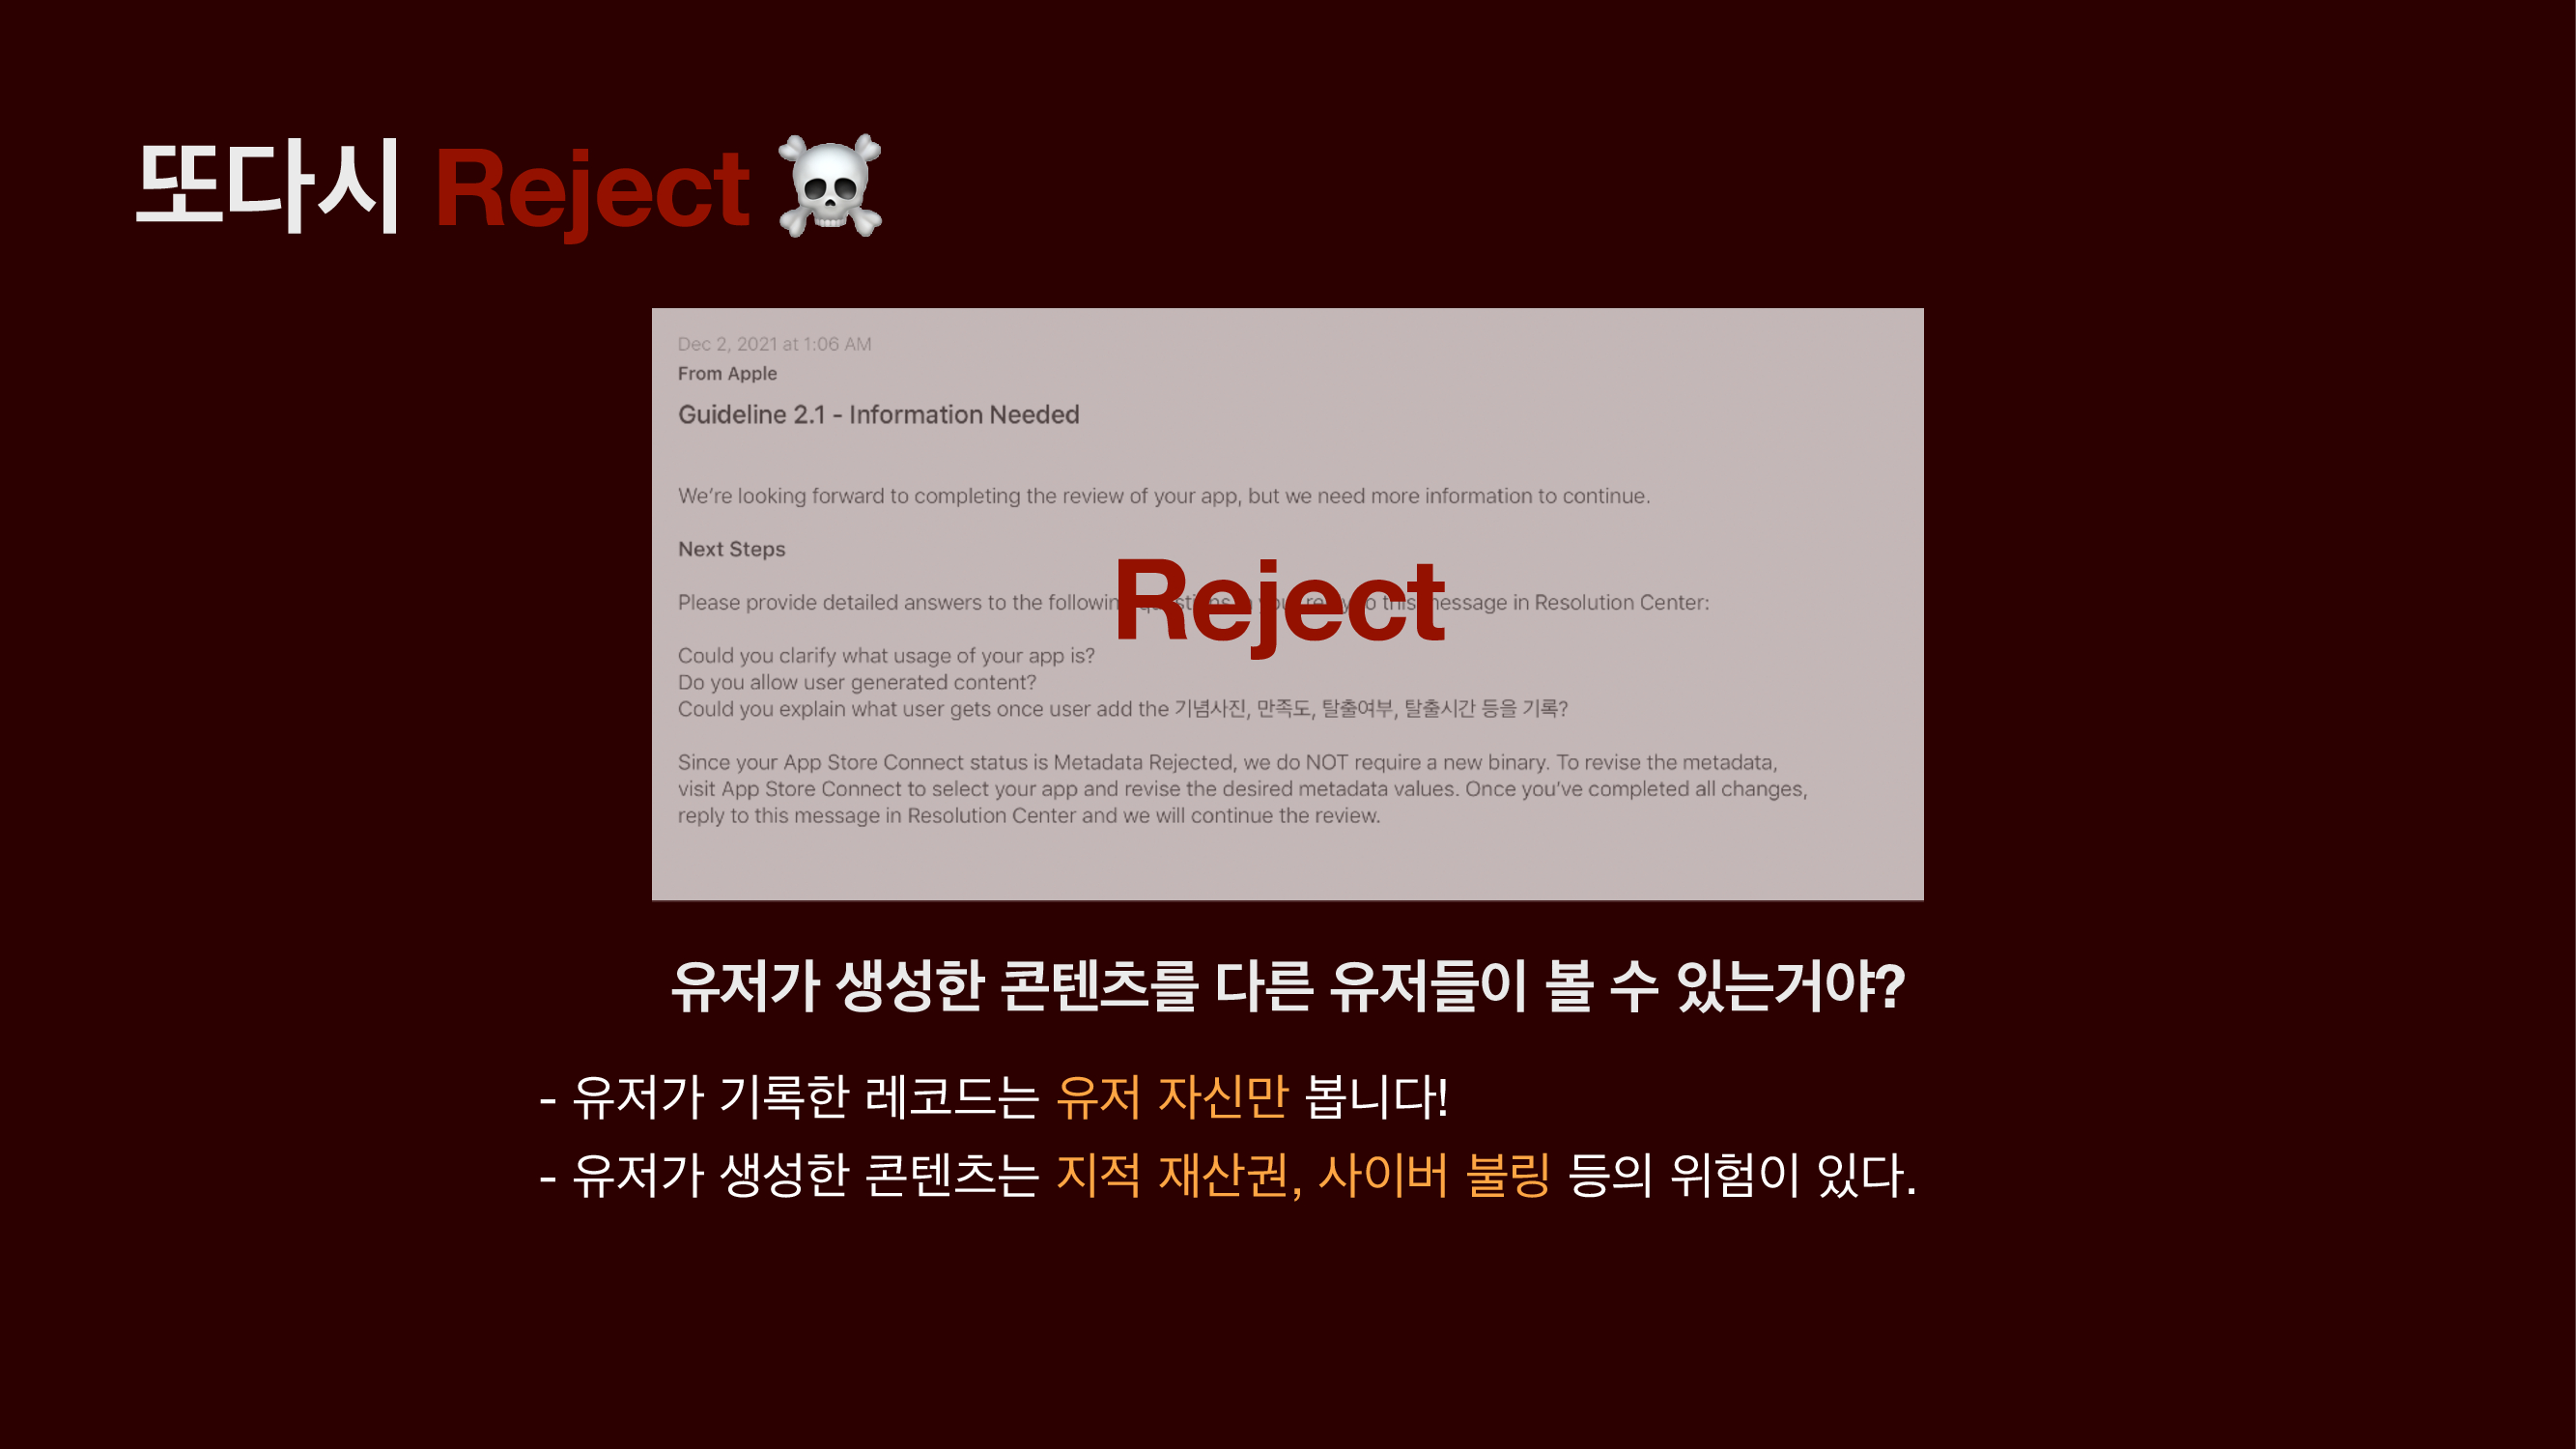 또다시 Reject ☠️
Dec 2, 2021 at 1:06 AM
From Apple
Guideline 2.1 - Information Needed
We're looking forward to completing the review of your app, but we need more information to continue.
Next Steps
Please provide detailed answers to the following questions in your reply to this message in Resolution Center:
Reject
Could you clarify what usage of your app is?
Do you allow user generated content?
Could you explain what user gets once user add the 기념사진, 만족도, 탈출여부, 탈출시간 등을 기록?
Since your App Store Connect status is Metadata Rejected, we do NOT require a new binary. To revise the metadata,
visit App Store Connect to select your app and revise the desired metadata values. Once you've completed all changes,
reply to this message in Resolution Center and we will continue the review.
유저가 생성한 콘텐츠를 다른 유저들이 볼 수 있는거야?
- 유저가 기록한 레코드는 유저 자신만 봅니다!
- 유저가 생성한 콘텐츠는 지적 재산권, 사이버 불링 등의 위험이 있다.